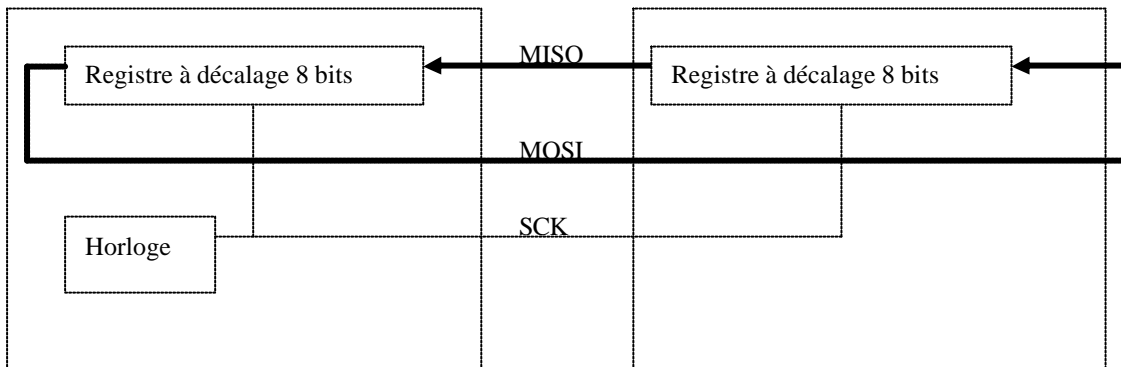 MISO
Registre à décalage 8 bits
Registre à décalage 8 bits
MOSI
SCK
Horloge